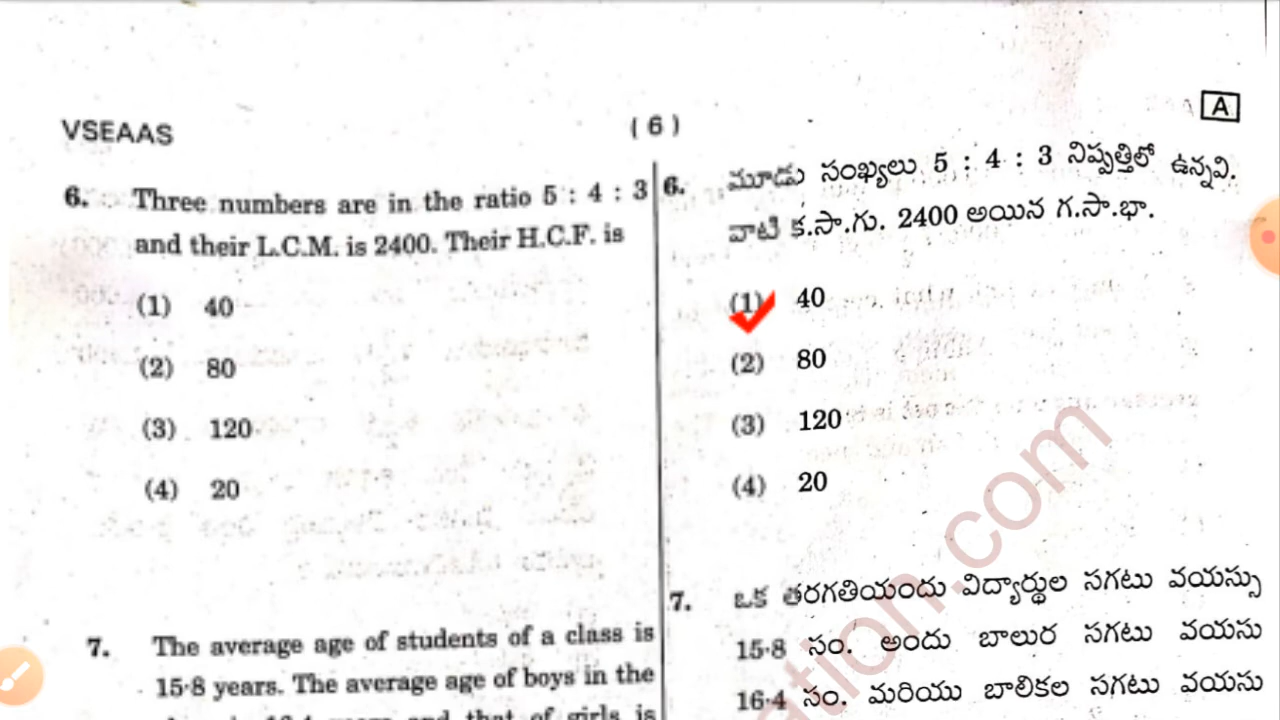 VSEAAS
( 6 )
A
6. Three numbers are in the ratio 5 : 4 : 3
and their L.C.M. is 2400. Their H.C.F. is
(1) 40
(2) 80
(3) 120
(4) 20
7. The average age of students of a class is
15·8 years. The average age of boys in the
6. మూడు సంఖ్యలు 5 : 4 : 3 నిష్పత్తిలో ఉన్నవి.
వాటి క.సా.గు. 2400 అయిన గ.సా.భా.
(1) 40
(2) 80
(3) 120
(4) 20
7. ఒక తరగతియందు విద్యార్థుల సగటు వయస్సు
15·8 సం. అందు బాలుర సగటు వయసు
16·4 సం. మరియు బాలికల సగటు వయసు
ation.com